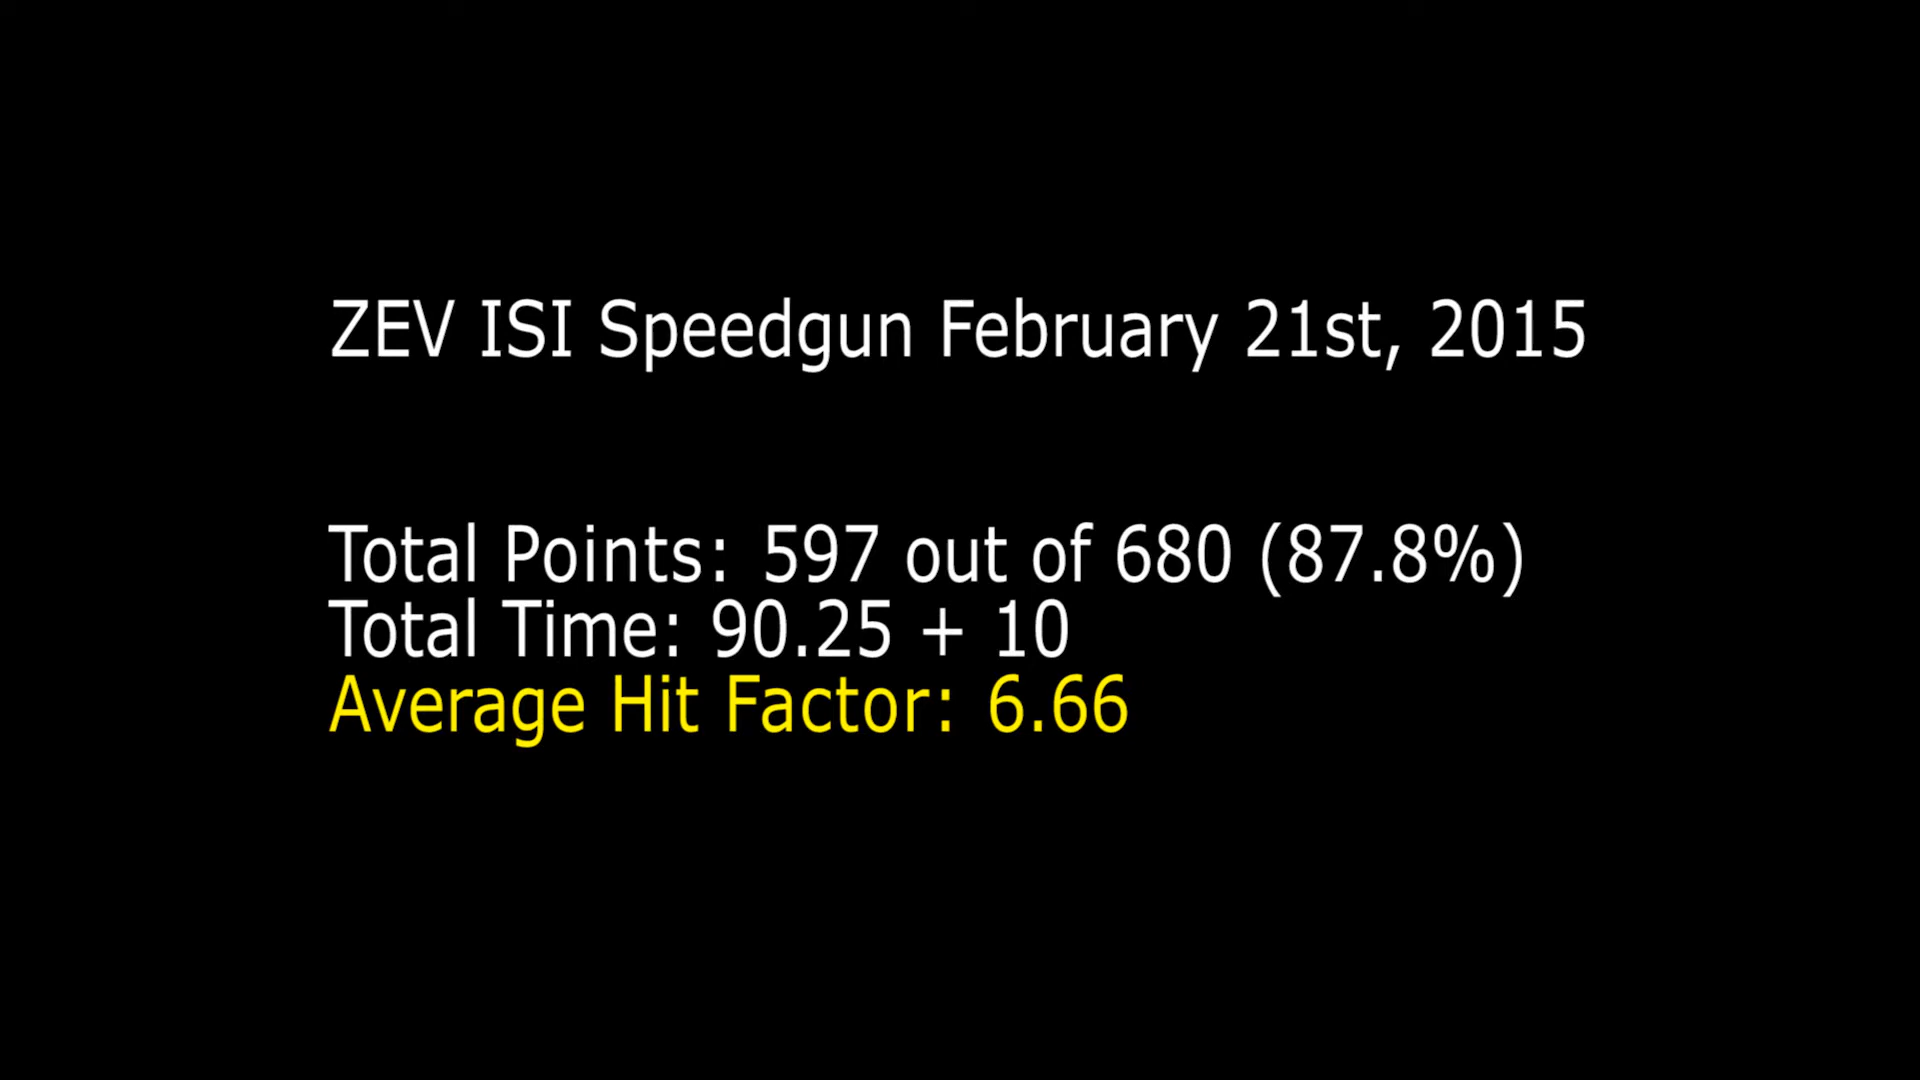 ZEV ISI Speedgun February 21st, 2015
Total Points: 597 out of 680 (87.8%)
Total Time: 90.25 + 10
Average Hit Factor: 6.66